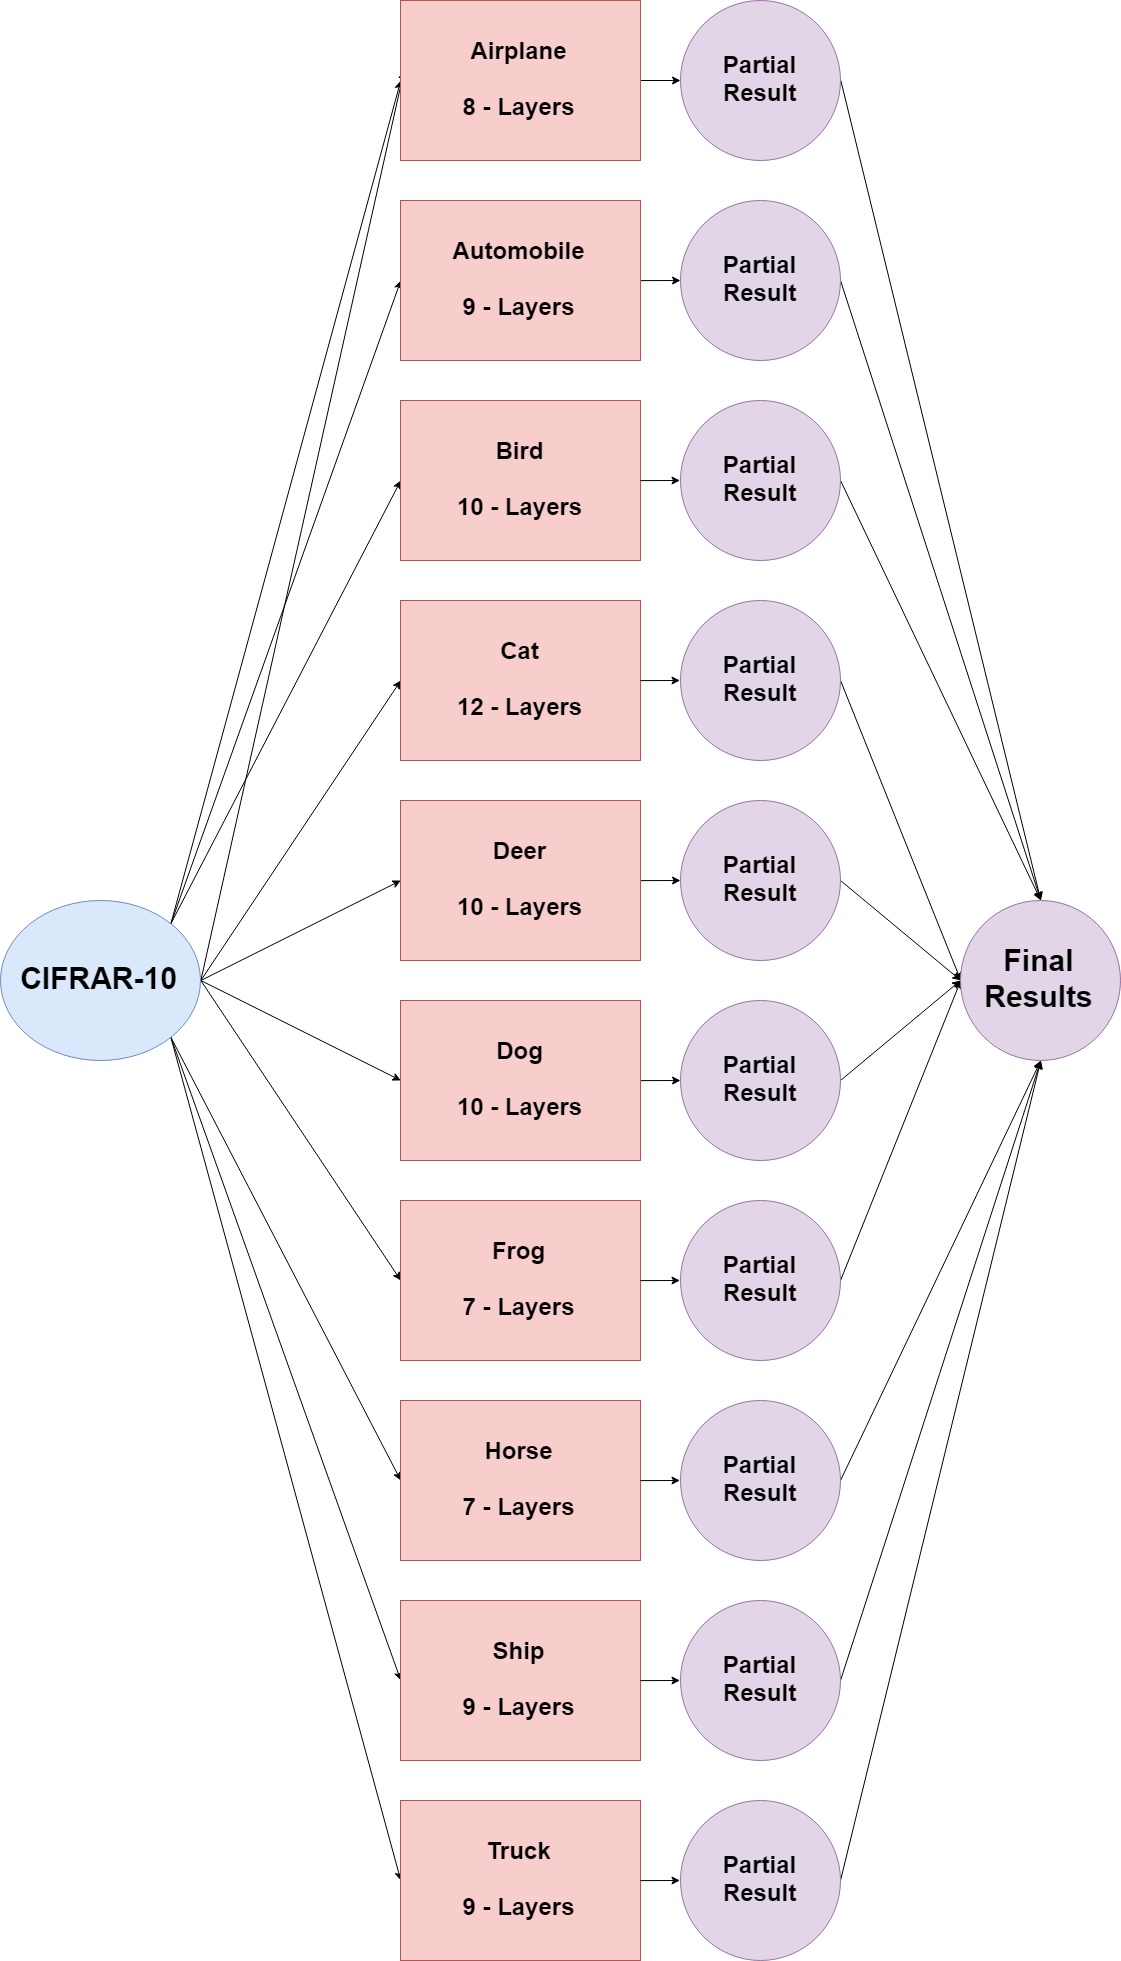 Airplane
8 - Layers
Partial
Result
Automobile
9 - Layers
Partial
Result
Bird
10 - Layers
Partial
Result
Cat
12 - Layers
Partial
Result
Deer
10 - Layers
Partial
Result
CIFRAR-10
Final
Results
Dog
10 - Layers
Partial
Result
Frog
7 - Layers
Partial
Result
Horse
7 - Layers
Partial
Result
Ship
9 - Layers
Partial
Result
Truck
9 - Layers
Partial
Result